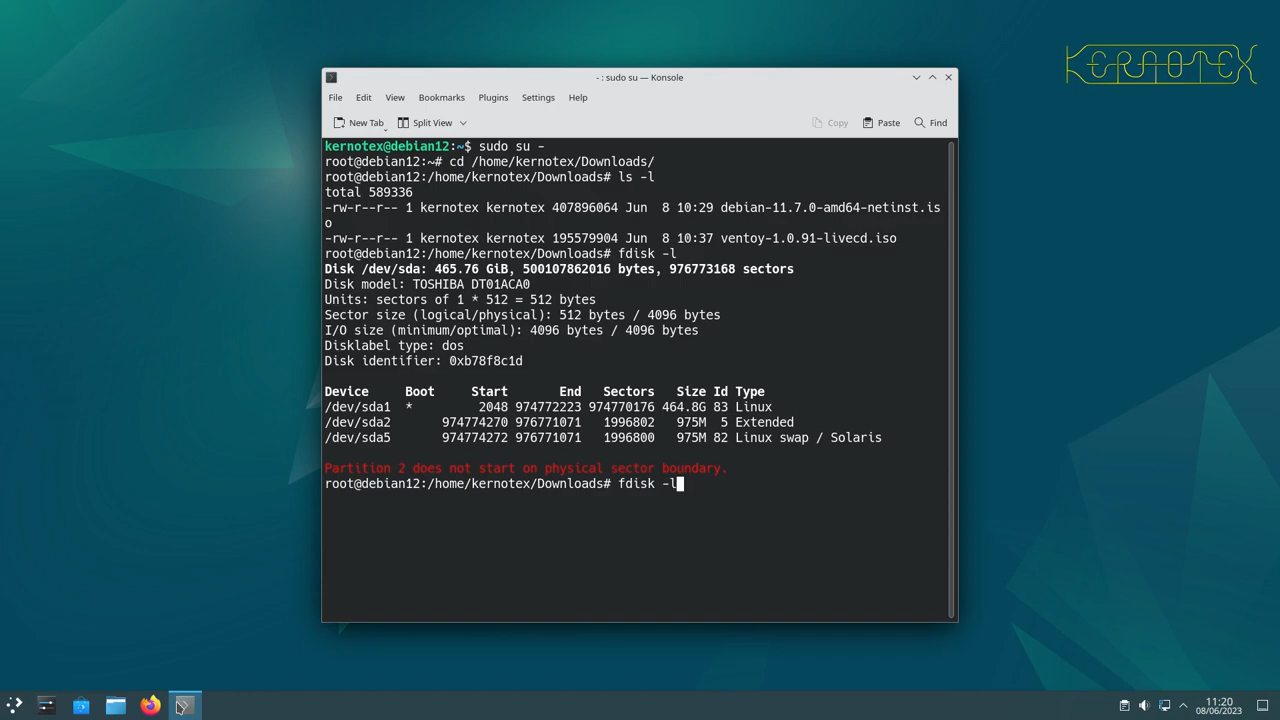 KERNOTEX
- : sudo su — Konsole
File Edit View Bookmarks Plugins Settings Help
New Tab Split View Copy Paste Find
kernotex@debian12:~$ sudo su -
root@debian12:~# cd /home/kernotex/Downloads/
root@debian12:/home/kernotex/Downloads# ls -l
total 589336
-rw-r--r-- 1 kernotex kernotex 407896064 Jun  8 10:29 debian-11.7.0-amd64-netinst.is
o
-rw-r--r-- 1 kernotex kernotex 195579904 Jun  8 10:37 ventoy-1.0.91-livecd.iso
root@debian12:/home/kernotex/Downloads# fdisk -l
Disk /dev/sda: 465.76 GiB, 500107862016 bytes, 976773168 sectors
Disk model: TOSHIBA DT01ACA0
Units: sectors of 1 * 512 = 512 bytes
Sector size (logical/physical): 512 bytes / 4096 bytes
I/O size (minimum/optimal): 4096 bytes / 4096 bytes
Disklabel type: dos
Disk identifier: 0xb78f8c1d
Device     Boot     Start       End   Sectors   Size Id Type
/dev/sda1  *         2048 974772223 974770176 464.8G 83 Linux
/dev/sda2       974774270 976771071   1996802   975M  5 Extended
/dev/sda5       974774272 976771071   1996800   975M 82 Linux swap / Solaris
Partition 2 does not start on physical sector boundary.
root@debian12:/home/kernotex/Downloads# fdisk -l
11:20
08/06/2023